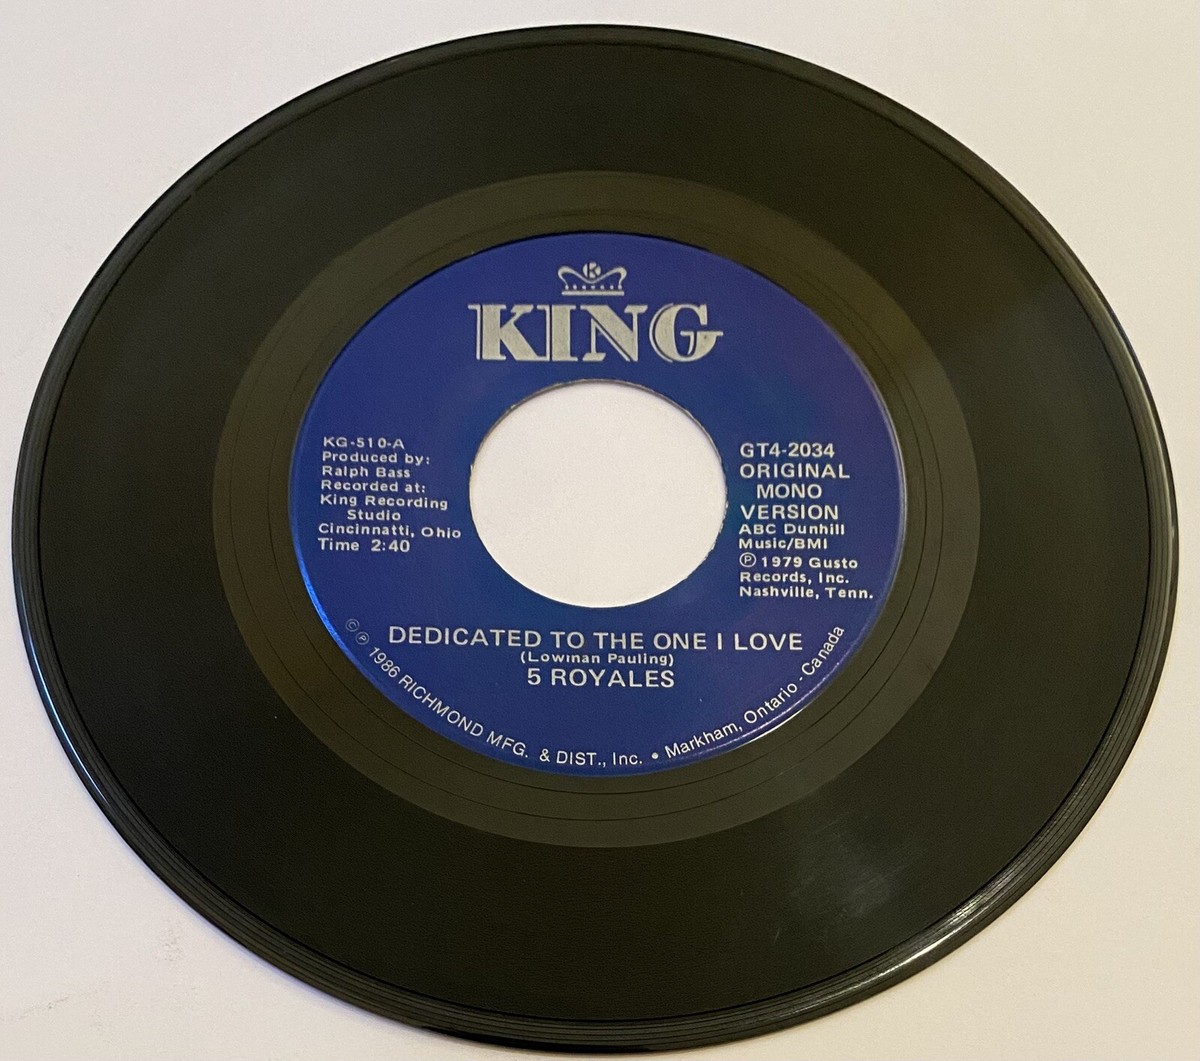 K
KING
KG-510-A
Produced by:
Ralph Bass
Recorded at:
King Recording
Studio
Cincinnatti, Ohio
Time 2:40
GT4-2034
ORIGINAL
MONO
VERSION
ABC Dunhill
Music/BMI
℗ 1979 Gusto
Records, Inc.
Nashville, Tenn.
DEDICATED TO THE ONE I LOVE
(Lowman Pauling)
5 ROYALES
© ℗ 1986 RICHMOND MFG. & DIST., Inc. • Markham, Ontario - Canada